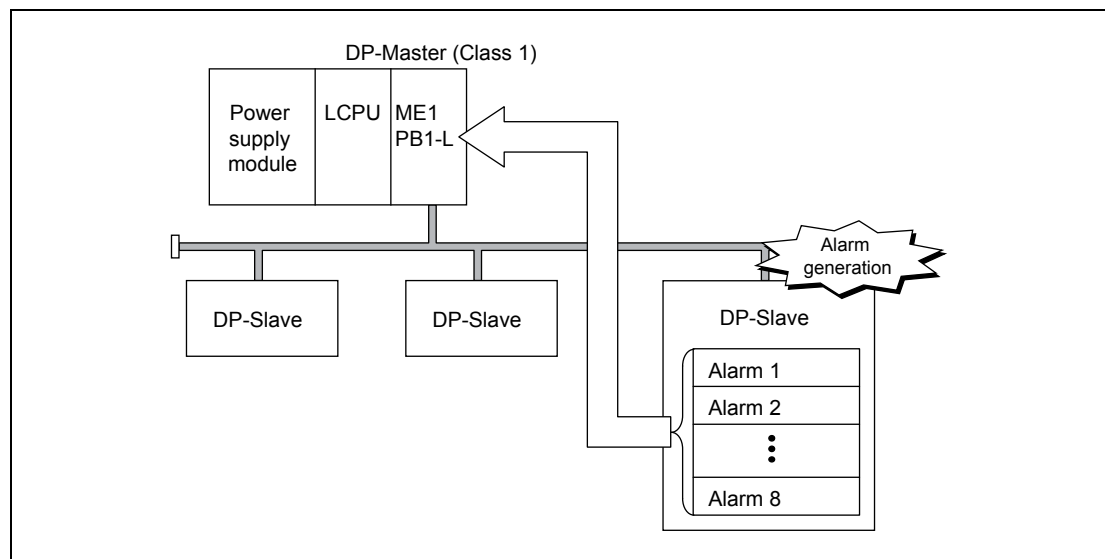 DP-Master (Class 1)
Power
supply
module
LCPU
ME1
PB1-L
Alarm
generation
DP-Slave
DP-Slave
DP-Slave
Alarm 1
Alarm 2
Alarm 8